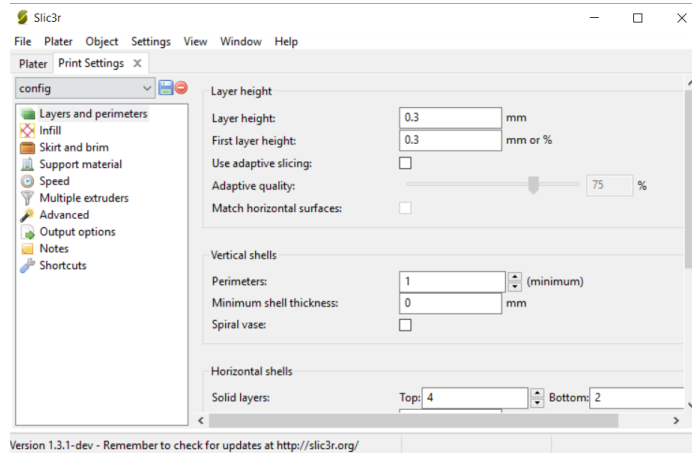 Slic3r
File Plater Object Settings View Window Help
Plater Print Settings
config
Layers and perimeters
Infill
Skirt and brim
Support material
Speed
Multiple extruders
Advanced
Output options
Notes
Shortcuts
Layer height
Layer height: 0.3 mm
First layer height: 0.3 mm or %
Use adaptive slicing:
Adaptive quality: 75 %
Match horizontal surfaces:
Vertical shells
Perimeters: 1 (minimum)
Minimum shell thickness: 0 mm
Spiral vase:
Horizontal shells
Solid layers: Top: 4 Bottom: 2
Version 1.3.1-dev - Remember to check for updates at http://slic3r.org/